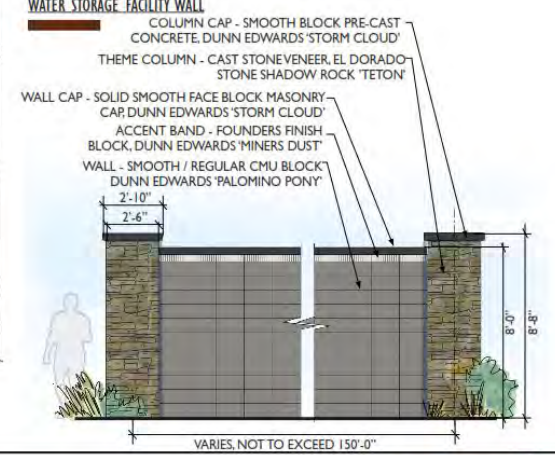 WATER STORAGE FACILITY WALL
COLUMN CAP - SMOOTH BLOCK PRE-CAST
CONCRETE, DUNN EDWARDS 'STORM CLOUD'
THEME COLUMN - CAST STONE VENEER, EL DORADO
STONE SHADOW ROCK 'TETON'
WALL CAP - SOLID SMOOTH FACE BLOCK MASONRY
CAP, DUNN EDWARDS 'STORM CLOUD'
ACCENT BAND - FOUNDERS FINISH
BLOCK, DUNN EDWARDS 'MINERS DUST'
WALL - SMOOTH / REGULAR CMU BLOCK
DUNN EDWARDS 'PALOMINO PONY'
2'-10"
2'-6"
8'-0"
8'-8"
VARIES, NOT TO EXCEED 150'-0"